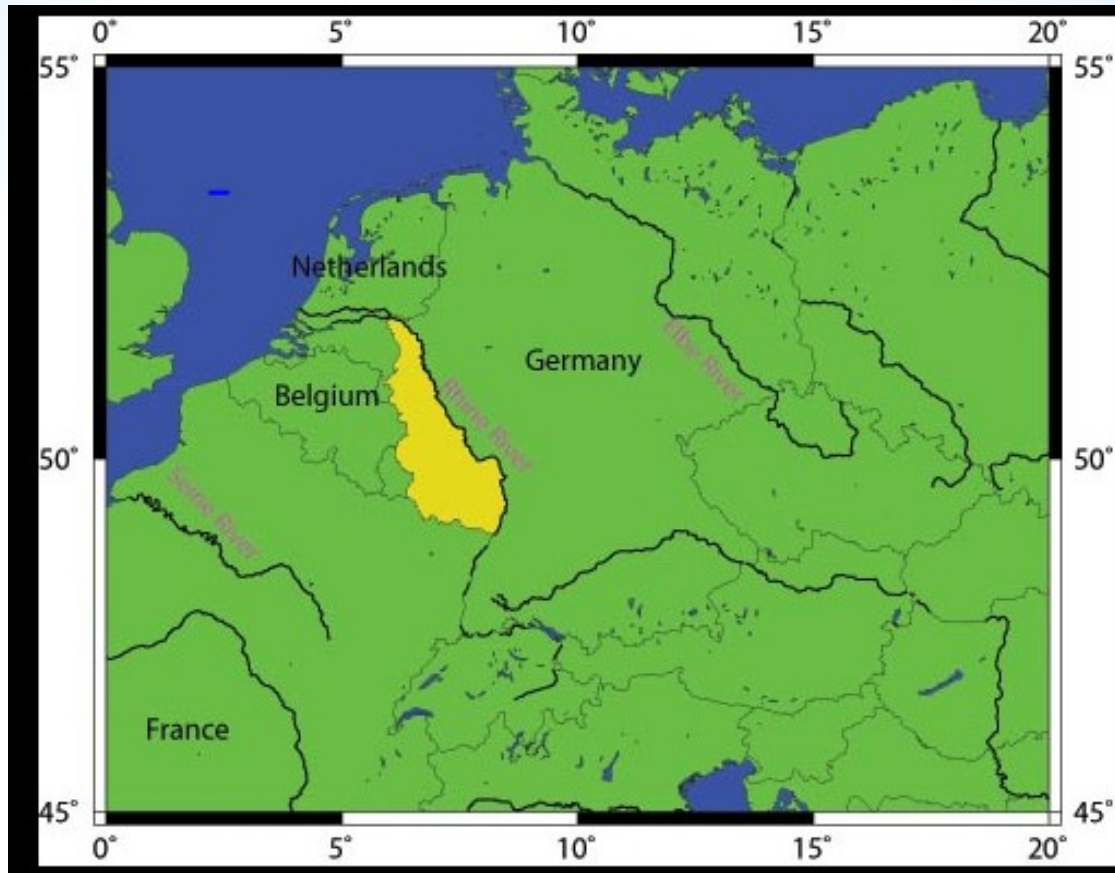 0° 5° 10° 15° 20°
55° 55°
Netherlands
Germany
Elbe River
Belgium
Rhine River
50° 50°
Seine River
France
45° 45°
0° 5° 10° 15° 20°